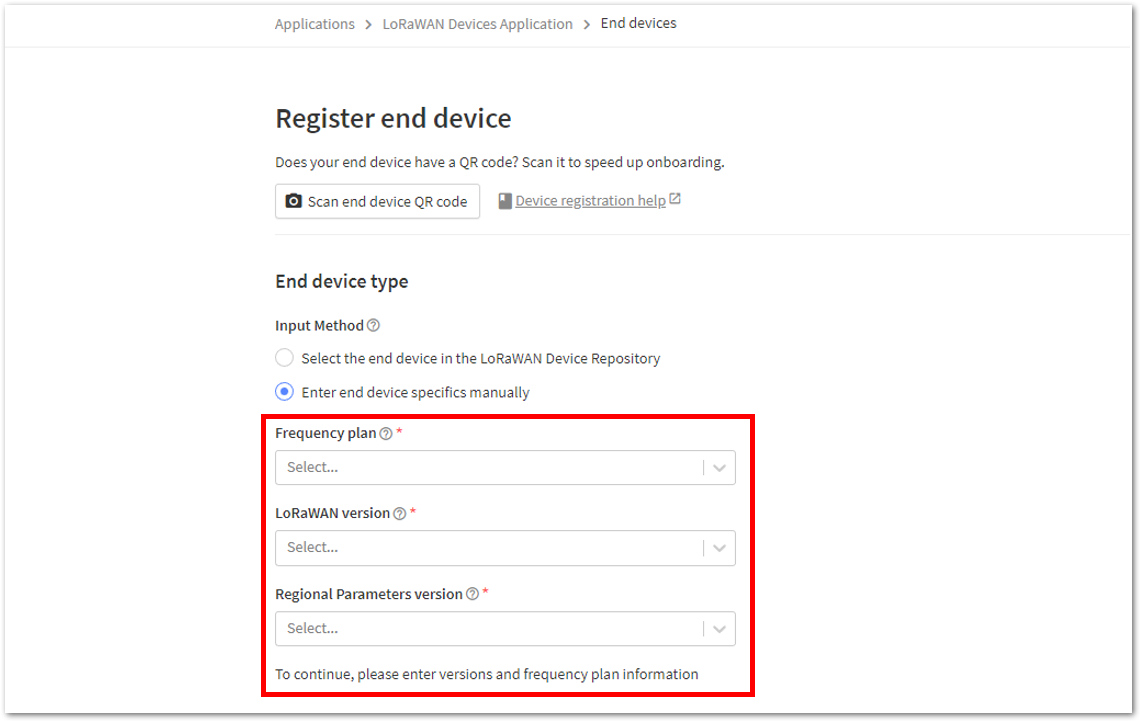 Applications > LoRaWAN Devices Application > End devices
Register end device
Does your end device have a QR code? Scan it to speed up onboarding.
Scan end device QR code Device registration help
End device type
Input Method
Select the end device in the LoRaWAN Device Repository
Enter end device specifics manually
Frequency plan *
Select...
LoRaWAN version *
Select...
Regional Parameters version *
Select...
To continue, please enter versions and frequency plan information